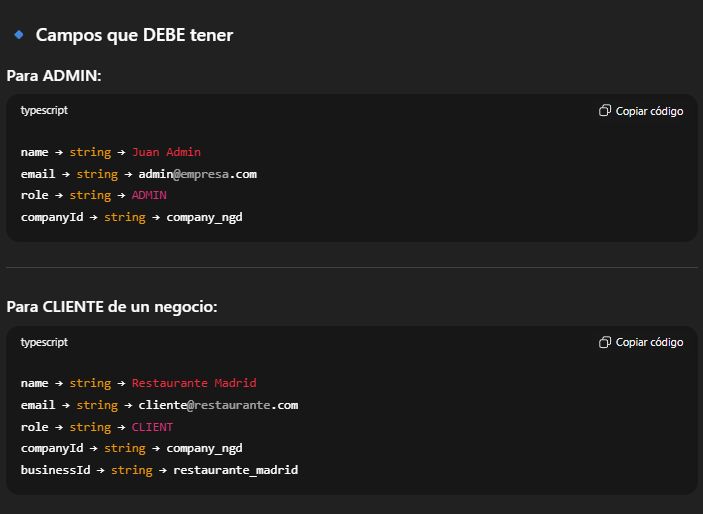 Campos que DEBE tener
Para ADMIN:
typescript
Copiar código
name → string → Juan Admin
email → string → admin@empresa.com
role → string → ADMIN
companyId → string → company_ngd
Para CLIENTE de un negocio:
typescript
Copiar código
name → string → Restaurante Madrid
email → string → cliente@restaurante.com
role → string → CLIENT
companyId → string → company_ngd
businessId → string → restaurante_madrid